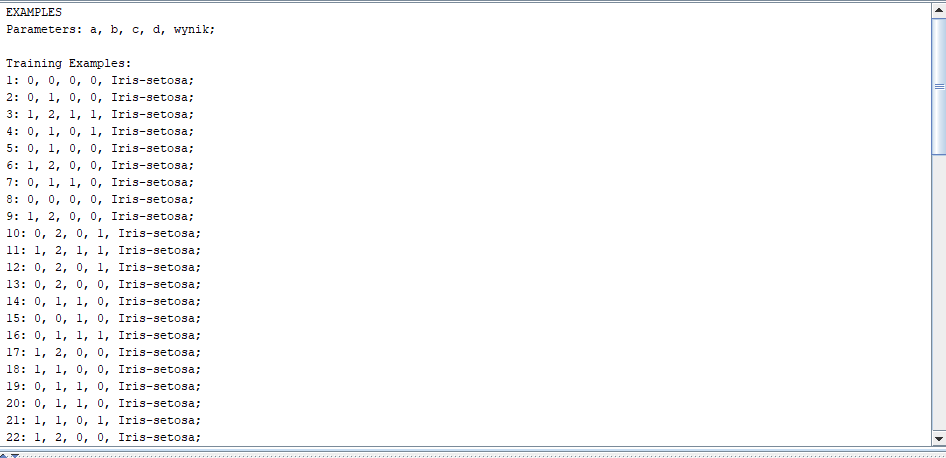 EXAMPLES
Parameters: a, b, c, d, wynik;
Training Examples:
1: 0, 0, 0, 0, Iris-setosa;
2: 0, 1, 0, 0, Iris-setosa;
3: 1, 2, 1, 1, Iris-setosa;
4: 0, 1, 0, 1, Iris-setosa;
5: 0, 1, 0, 0, Iris-setosa;
6: 1, 2, 0, 0, Iris-setosa;
7: 0, 1, 1, 0, Iris-setosa;
8: 0, 0, 0, 0, Iris-setosa;
9: 1, 2, 0, 0, Iris-setosa;
10: 0, 2, 0, 1, Iris-setosa;
11: 1, 2, 1, 1, Iris-setosa;
12: 0, 2, 0, 1, Iris-setosa;
13: 0, 2, 0, 0, Iris-setosa;
14: 0, 1, 1, 0, Iris-setosa;
15: 0, 0, 1, 0, Iris-setosa;
16: 0, 1, 1, 1, Iris-setosa;
17: 1, 2, 0, 0, Iris-setosa;
18: 1, 1, 0, 0, Iris-setosa;
19: 0, 1, 1, 0, Iris-setosa;
20: 0, 1, 1, 0, Iris-setosa;
21: 1, 1, 0, 1, Iris-setosa;
22: 1, 2, 0, 0, Iris-setosa;